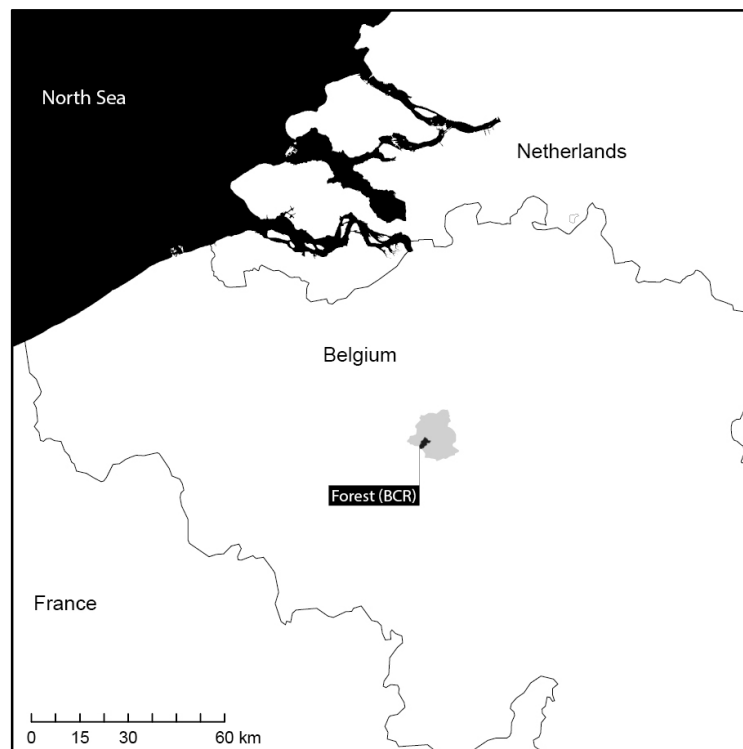 North Sea
Netherlands
Belgium
Forest (BCR)
France
0 15 30 60 km